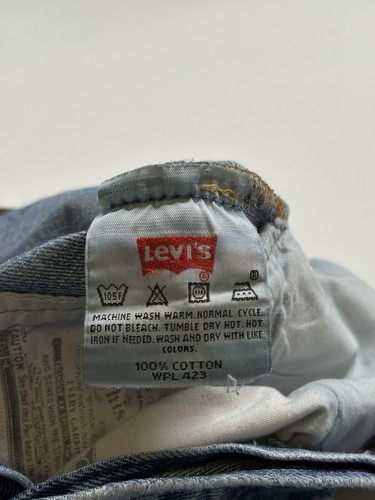 Levi's
®
105F
MACHINE WASH WARM. NORMAL CYCLE.
DO NOT BLEACH. TUMBLE DRY HOT. HOT
IRON IF NEEDED. WASH AND DRY WITH LIKE
COLORS.
100% COTTON
WPL 423